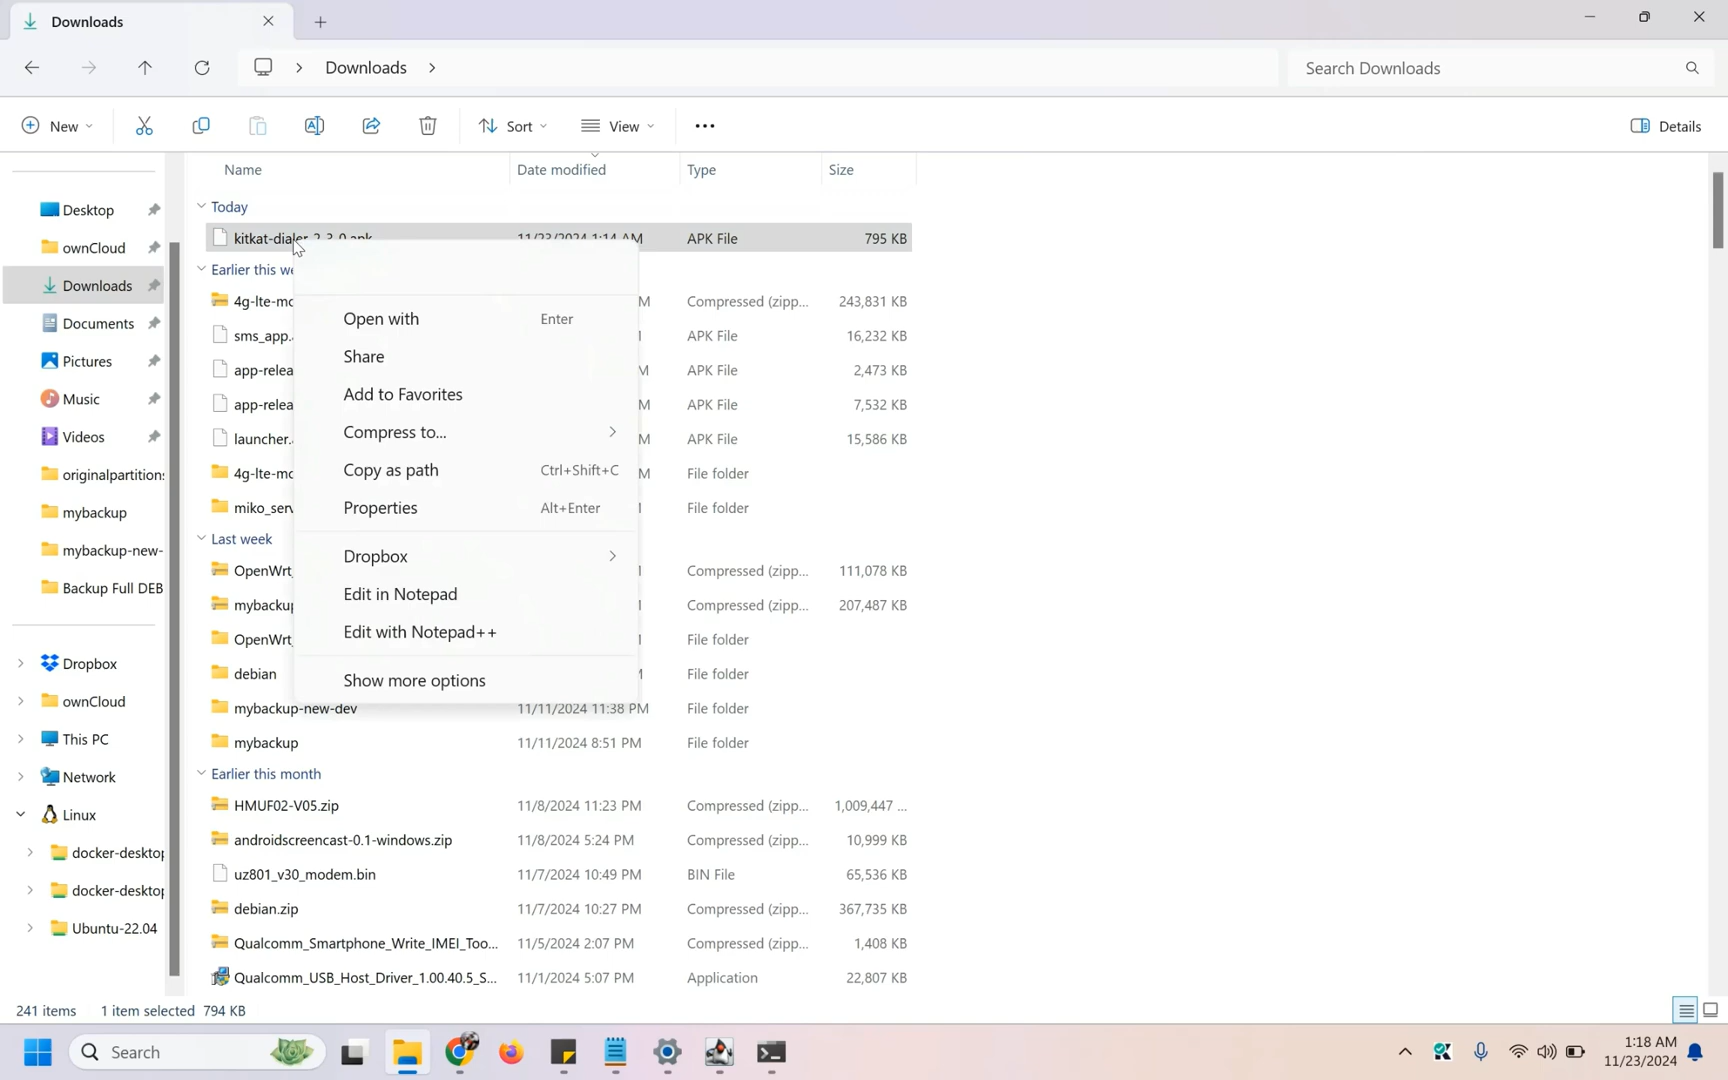 Downloads
Downloads
Search Downloads
New
Sort
View
Details
Name
Date modified
Type
Size
Desktop
ownCloud
Downloads
Documents
Pictures
Music
Videos
originalpartitions
mybackup
mybackup-new-
Backup Full DEB
Dropbox
ownCloud
This PC
Network
Linux
docker-desktop
docker-desktop
Ubuntu-22.04
Today
kitkat-dialer-2-3-0.apk 11/23/2024 1:14 AM APK File 795 KB
Earlier this we
4g-lte-mo M Compressed (zipp... 243,831 KB
sms_app. APK File 16,232 KB
app-relea M APK File 2,473 KB
app-relea M APK File 7,532 KB
launcher. M APK File 15,586 KB
4g-lte-mo M File folder
miko_serv File folder
Last week
OpenWrt_ Compressed (zipp... 111,078 KB
mybackup Compressed (zipp... 207,487 KB
OpenWrt_ File folder
debian File folder
mybackup-new-dev 11/11/2024 11:38 PM File folder
mybackup 11/11/2024 8:51 PM File folder
Earlier this month
HMUF02-V05.zip 11/8/2024 11:23 PM Compressed (zipp... 1,009,447 ...
androidscreencast-0.1-windows.zip 11/8/2024 5:24 PM Compressed (zipp... 10,999 KB
uz801_v30_modem.bin 11/7/2024 10:49 PM BIN File 65,536 KB
debian.zip 11/7/2024 10:27 PM Compressed (zipp... 367,735 KB
Qualcomm_Smartphone_Write_IMEI_Too... 11/5/2024 2:07 PM Compressed (zipp... 1,408 KB
Qualcomm_USB_Host_Driver_1.00.40.5_S... 11/1/2024 5:07 PM Application 22,807 KB
Open with Enter
Share
Add to Favorites
Compress to...
Copy as path Ctrl+Shift+C
Properties Alt+Enter
Dropbox
Edit in Notepad
Edit with Notepad++
Show more options
241 items 1 item selected 794 KB
Search
1:18 AM
11/23/2024